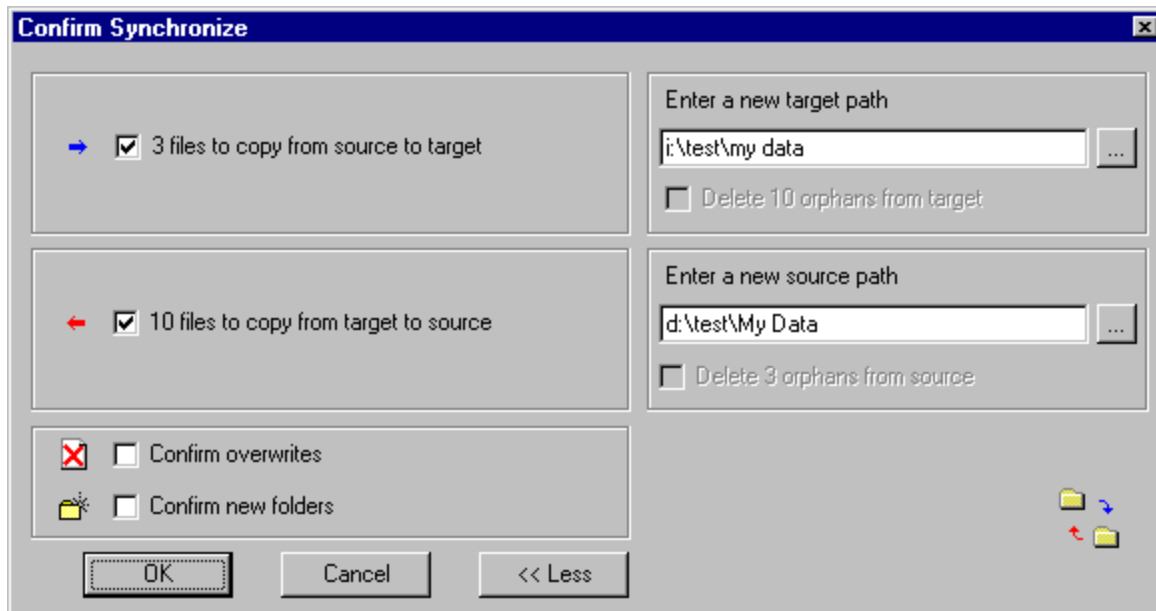 Confirm Synchronize
3 files to copy from source to target
Enter a new target path
i:\test\my data
...
Delete 10 orphans from target
10 files to copy from target to source
Enter a new source path
d:\test\My Data
...
Delete 3 orphans from source
Confirm overwrites
Confirm new folders
OK
Cancel
<< Less